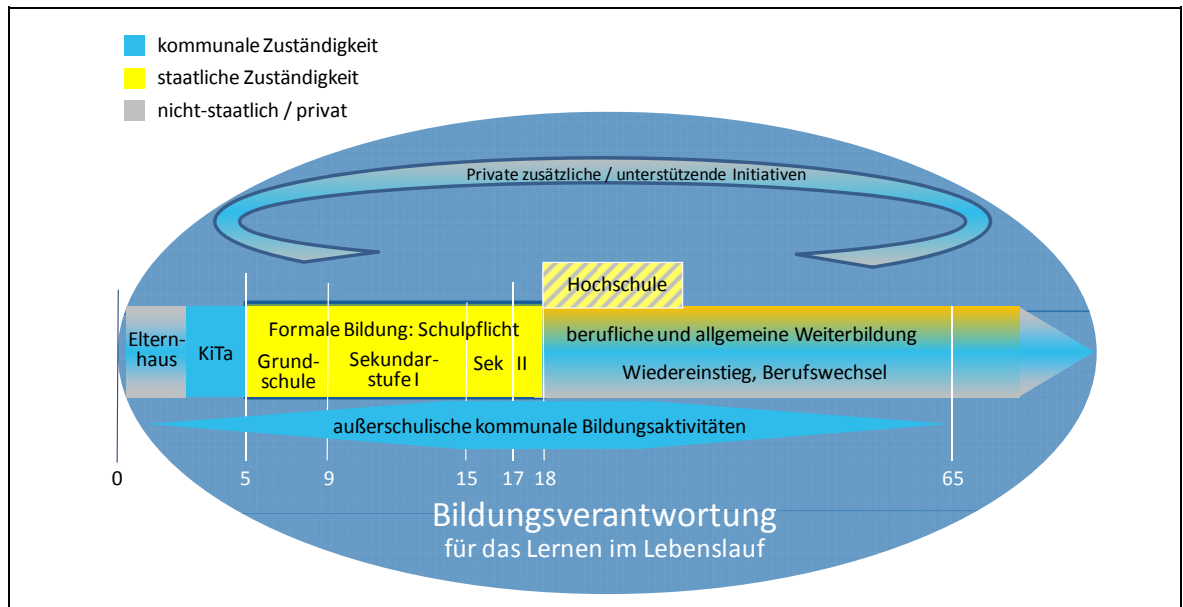 kommunale Zuständigkeit
staatliche Zuständigkeit
nicht-staatlich / privat
Private zusätzliche / unterstützende Initiativen
Hochschule
Eltern-
haus
KiTa
Formale Bildung: Schulpflicht
Grund-
schule
Sekundar-
stufe I
Sek II
berufliche und allgemeine Weiterbildung
Wiedereinstieg, Berufswechsel
außerschulische kommunale Bildungsaktivitäten
0 5 9 15 17 18 65
Bildungsverantwortung
für das Lernen im Lebenslauf